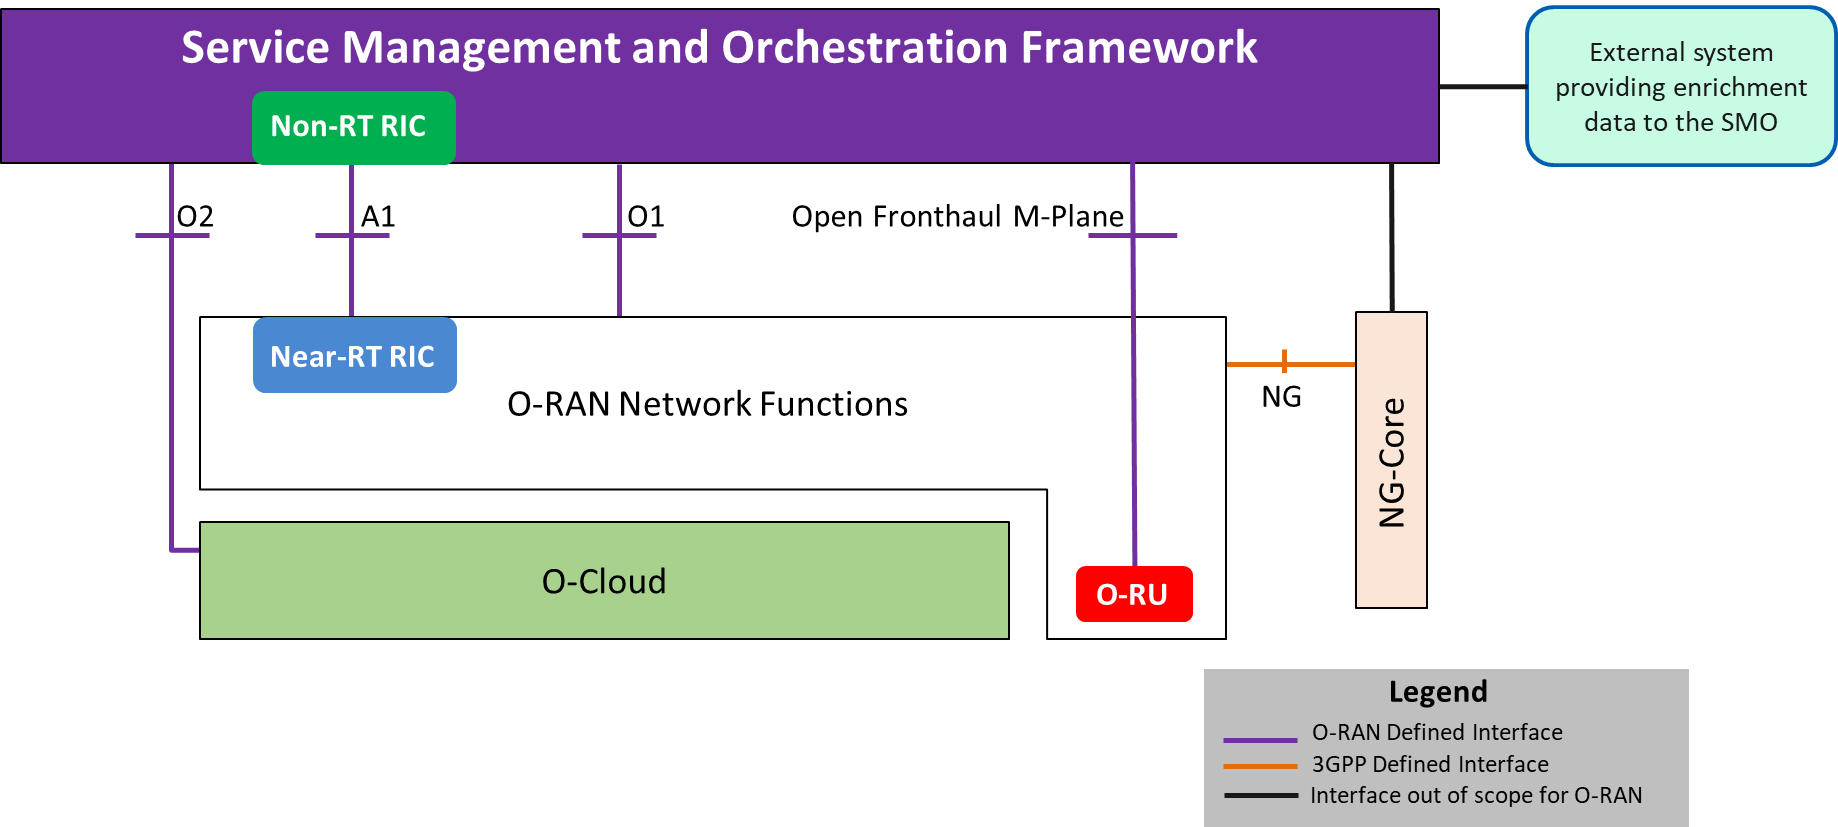 Service Management and Orchestration Framework
External system
providing enrichment
data to the SMO
Non-RT RIC
O2
A1
O1
Open Fronthaul M-Plane
Near-RT RIC
O-RAN Network Functions
NG
NG-Core
O-Cloud
O-RU
Legend
O-RAN Defined Interface
3GPP Defined Interface
Interface out of scope for O-RAN